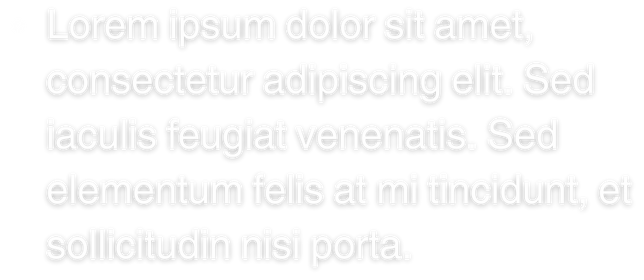 Lorem ipsum dolor sit amet,
consectetur adipiscing elit. Sed
iaculis feugiat venenatis. Sed
elementum felis at mi tincidunt, et
sollicitudin nisi porta.